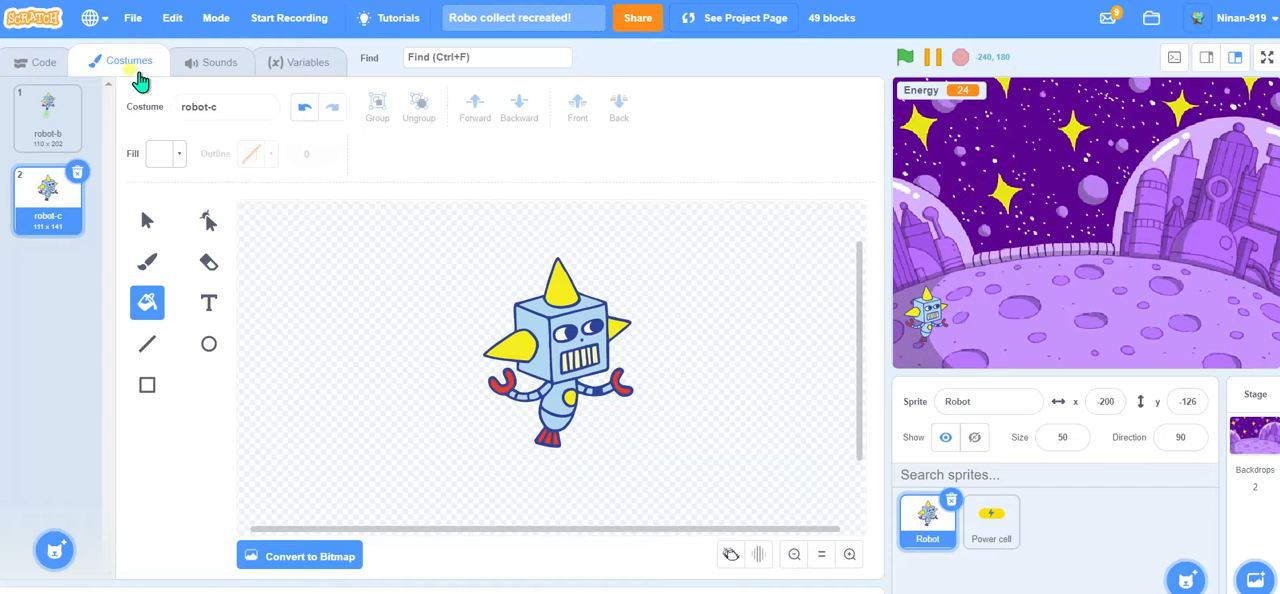 SCRATCH File Edit Mode Start Recording Tutorials Robo collect recreated! Share See Project Page 49 blocks 9 Ninan-919
Code Costumes Sounds (x) Variables Find Find (Ctrl+F) -240, 180
1
robot-b
110 x 202
2
robot-c
111 x 141
Costume robot-c Group Ungroup Forward Backward Front Back
Fill Outline 0
Convert to Bitmap
Energy 24
Sprite Robot x -200 y -126
Show Size 50 Direction 90
Search sprites...
Robot
Power cell
Stage
Backdrops
2